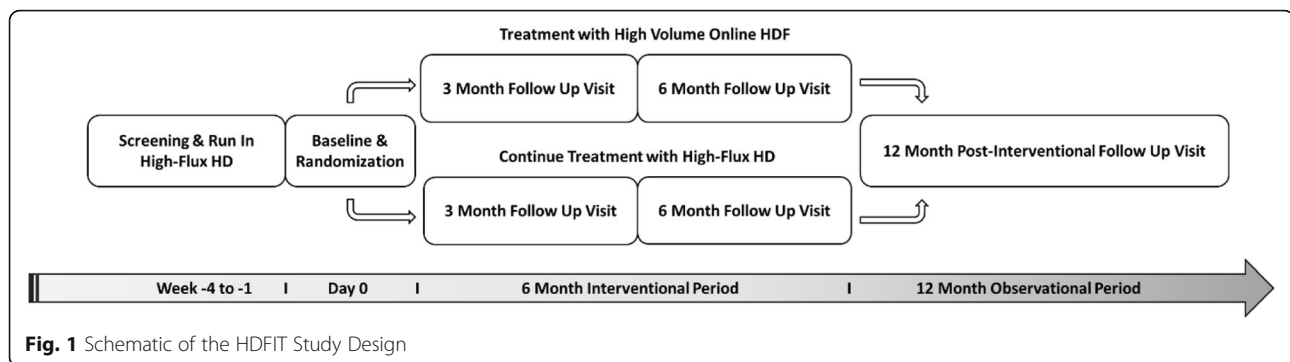 Treatment with High Volume Online HDF
3 Month Follow Up Visit
6 Month Follow Up Visit
Screening & Run In
High-Flux HD
Baseline &
Randomization
Continue Treatment with High-Flux HD
3 Month Follow Up Visit
6 Month Follow Up Visit
12 Month Post-Interventional Follow Up Visit
Week -4 to -1 I Day 0 I 6 Month Interventional Period I 12 Month Observational Period
Fig. 1 Schematic of the HDFIT Study Design